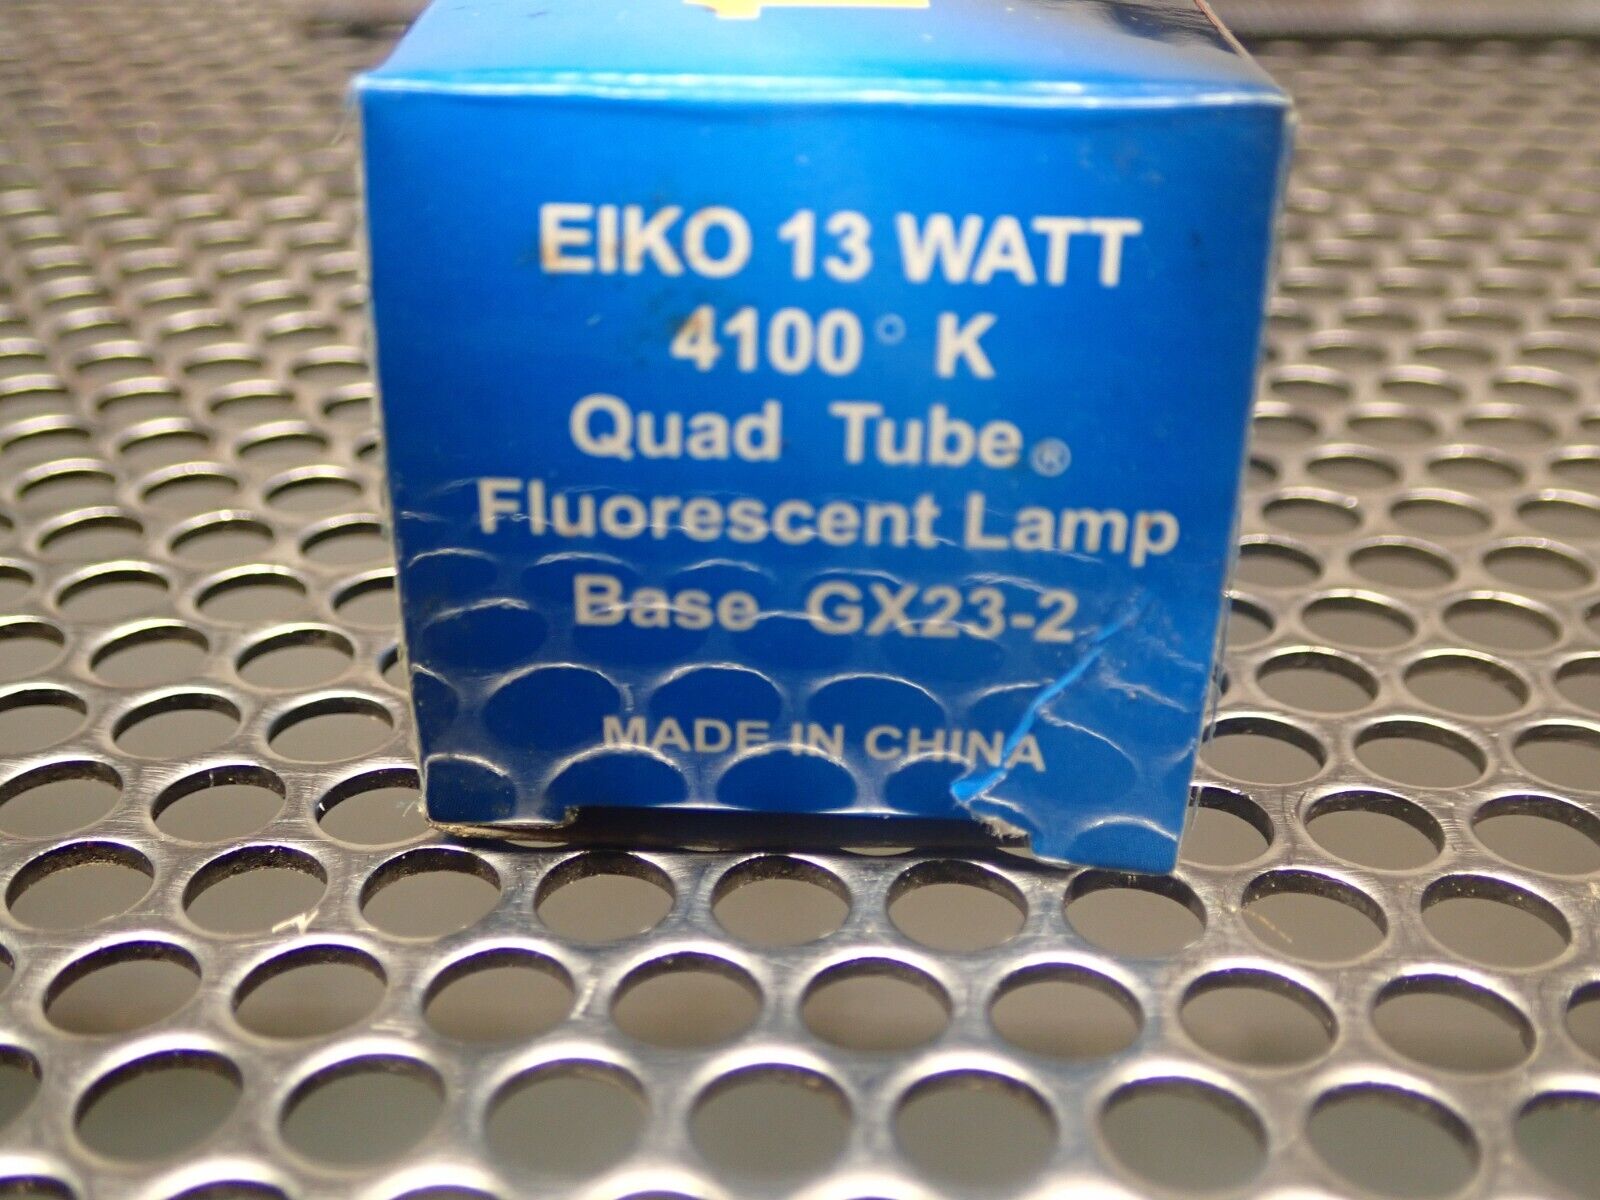 EIKO 13 WATT
4100° K
Quad Tube®
Fluorescent Lamp
Base GX23-2
MADE IN CHINA